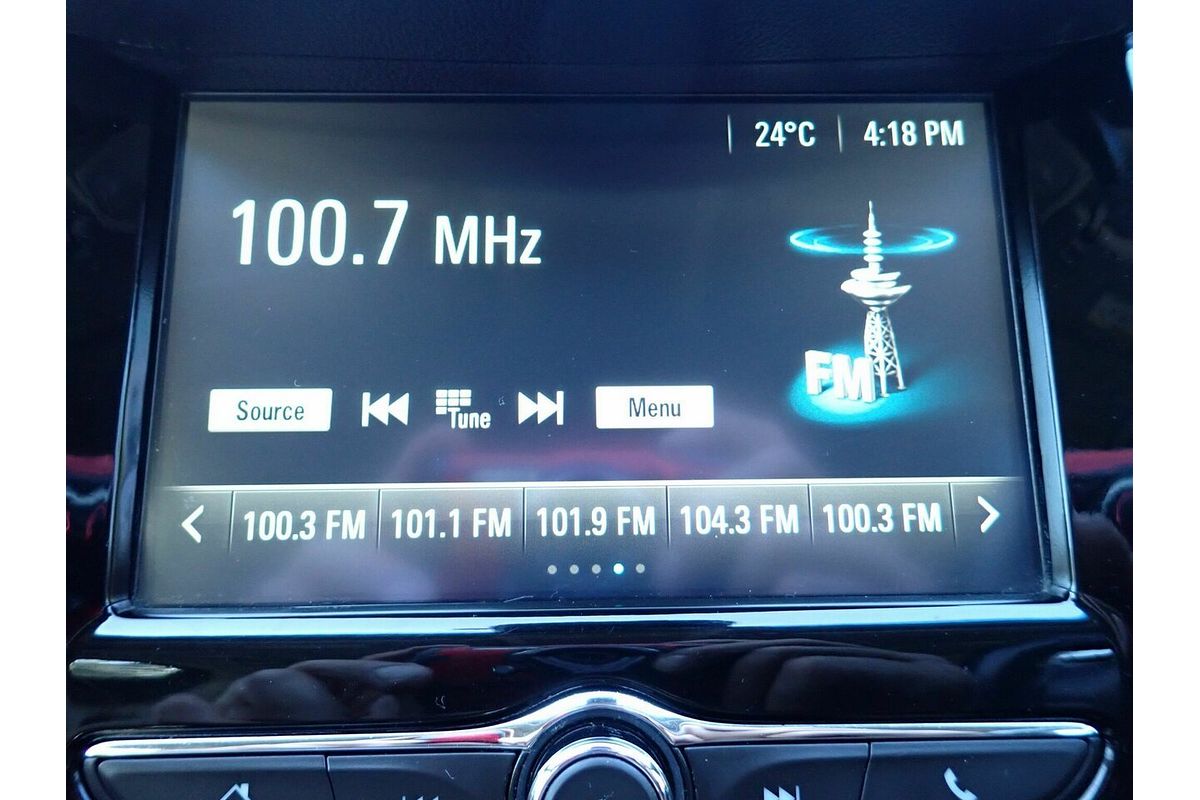 24°C 4:18 PM
100.7 MHz
FM
Source Tune Menu
100.3 FM 101.1 FM 101.9 FM 104.3 FM 100.3 FM